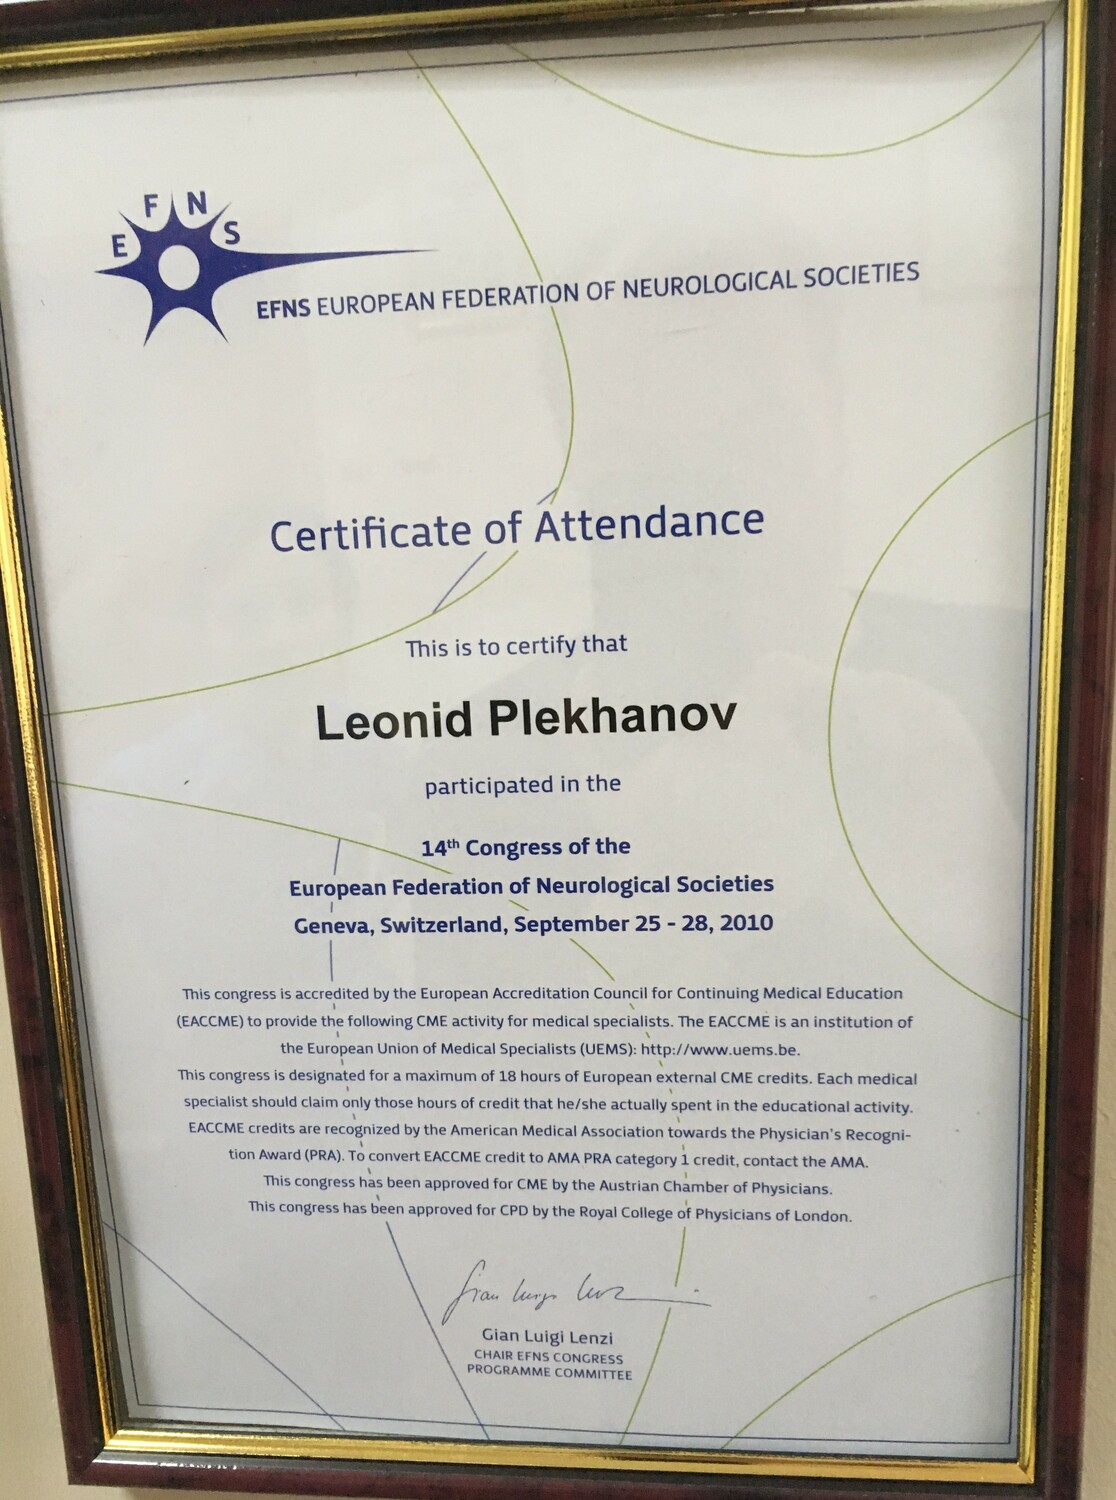 E F N S
EFNS EUROPEAN FEDERATION OF NEUROLOGICAL SOCIETIES
Certificate of Attendance
This is to certify that
Leonid Plekhanov
participated in the
14th Congress of the
European Federation of Neurological Societies
Geneva, Switzerland, September 25 - 28, 2010
This congress is accredited by the European Accreditation Council for Continuing Medical Education
(EACCME) to provide the following CME activity for medical specialists. The EACCME is an institution of
the European Union of Medical Specialists (UEMS): http://www.uems.be.
This congress is designated for a maximum of 18 hours of European external CME credits. Each medical
specialist should claim only those hours of credit that he/she actually spent in the educational activity.
EACCME credits are recognized by the American Medical Association towards the Physician's Recogni-
tion Award (PRA). To convert EACCME credit to AMA PRA category 1 credit, contact the AMA.
This congress has been approved for CME by the Austrian Chamber of Physicians.
This congress has been approved for CPD by the Royal College of Physicians of London.
Gian Luigi Lenzi
CHAIR EFNS CONGRESS
PROGRAMME COMMITTEE